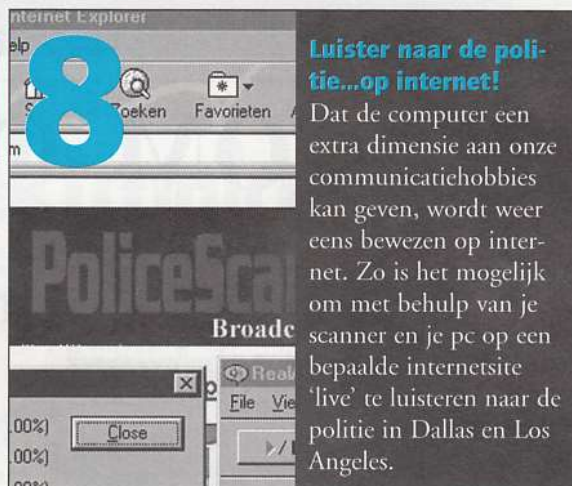 nternet Explorer
elp
8
Zoeken
Favorieten
m
PoliceSca
Broadc
Real
File Vie
.00%)
Close
.00%)
.00%)
Luister naar de poli-
tie...op internet!
Dat de computer een
extra dimensie aan onze
communicatiehobbies
kan geven, wordt weer
eens bewezen op inter-
net. Zo is het mogelijk
om met behulp van je
scanner en je pc op een
bepaalde internetsite
'live' te luisteren naar de
politie in Dallas en Los
Angeles.